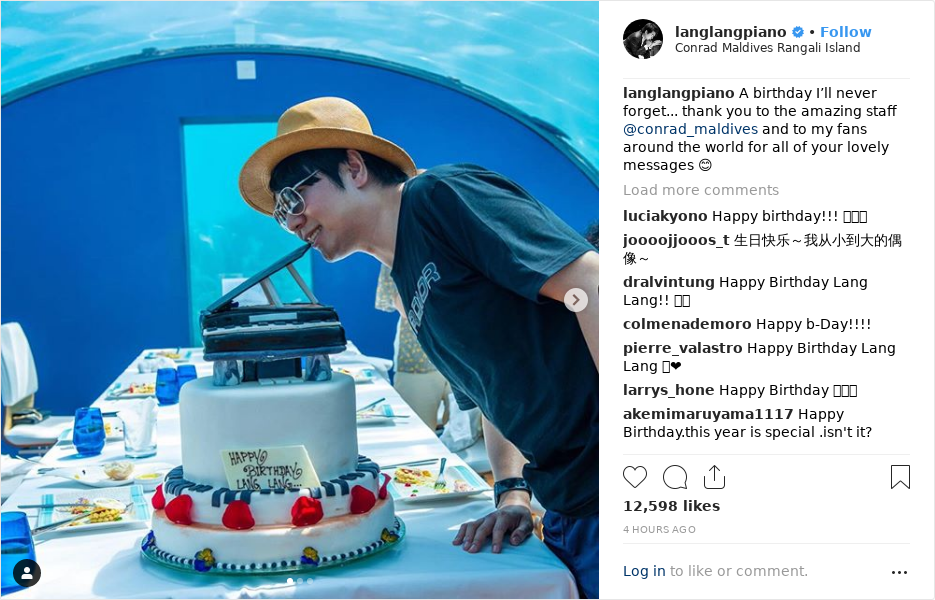 langlangpiano • Follow
Conrad Maldives Rangali Island
langlangpiano A birthday I’ll never
forget... thank you to the amazing staff
@conrad_maldives and to my fans
around the world for all of your lovely
messages 😊
Load more comments
luciakyono Happy birthday!!!
joooojjooos_t 生日快乐～我从小到大的偶
像～
dralvintung Happy Birthday Lang
Lang!!
colmenademoro Happy b-Day!!!!
pierre_valastro Happy Birthday Lang
Lang ❤
larrys_hone Happy Birthday
akemimaruyama1117 Happy
Birthday.this year is special .isn't it?
12,598 likes
4 HOURS AGO
Log in to like or comment.
HAPPY
BIRTHDAY
LANG LANG...